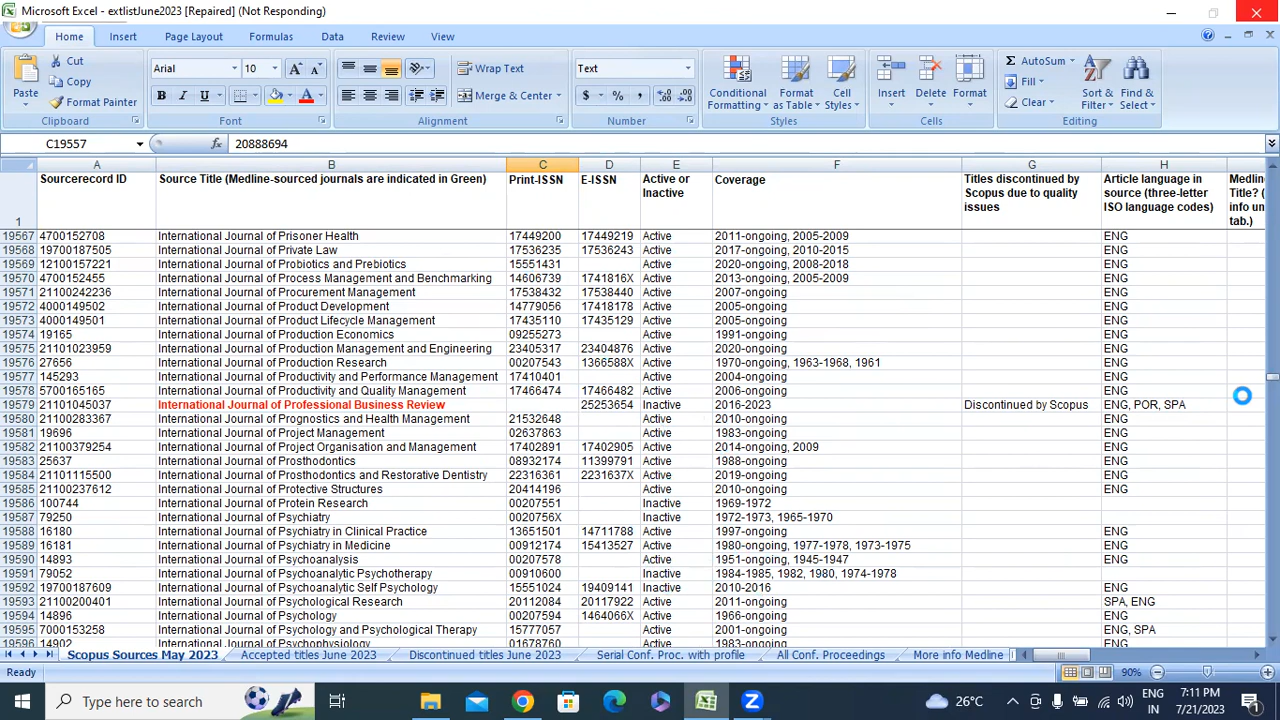 Microsoft Excel - extlistJune2023 [Repaired] (Not Responding)
Home Insert Page Layout Formulas Data Review View
Paste Cut Copy Format Painter Clipboard
Arial 10 B I U A Font
Wrap Text Merge & Center Alignment
Text $ % , Number
Conditional Formatting Format as Table Cell Styles Styles
Insert Delete Format Cells
Σ AutoSum Fill Clear Sort & Filter Find & Select Editing
C19557 fx 20888694
A B C D E F G H
1 Sourcerecord ID Source Title (Medline-sourced journals are indicated in Green) Print-ISSN E-ISSN Active or Inactive Coverage Titles discontinued by Scopus due to quality issues Article language in source (three-letter ISO language codes) Title? ( info un tab.)
19567 4700152708 International Journal of Prisoner Health 17449200 17449219 Active 2011-ongoing, 2005-2009 ENG
19568 19700187505 International Journal of Private Law 17536235 17536243 Active 2017-ongoing, 2010-2015 ENG
19569 12100157221 International Journal of Probiotics and Prebiotics 15551431 Active 2020-ongoing, 2008-2018 ENG
19570 4700152455 International Journal of Process Management and Benchmarking 14606739 1741816X Active 2013-ongoing, 2005-2009 ENG
19571 21100242236 International Journal of Procurement Management 17538432 17538440 Active 2007-ongoing ENG
19572 4000149502 International Journal of Product Development 14779056 17418178 Active 2005-ongoing ENG
19573 4000149501 International Journal of Product Lifecycle Management 17435110 17435129 Active 2005-ongoing ENG
19574 19165 International Journal of Production Economics 09255273 Active 1991-ongoing ENG
19575 21101023959 International Journal of Production Management and Engineering 23405317 23404876 Active 2020-ongoing ENG
19576 27656 International Journal of Production Research 00207543 1366588X Active 1970-ongoing, 1963-1968, 1961 ENG
19577 145293 International Journal of Productivity and Performance Management 17410401 Active 2004-ongoing ENG
19578 5700165165 International Journal of Productivity and Quality Management 17466474 17466482 Active 2006-ongoing ENG
19579 21101045037 International Journal of Professional Business Review 25253654 Inactive 2016-2023 Discontinued by Scopus ENG, POR, SPA
19580 21100283367 International Journal of Prognostics and Health Management 21532648 Active 2010-ongoing ENG
19581 19696 International Journal of Project Management 02637863 Active 1983-ongoing ENG
19582 21100379254 International Journal of Project Organisation and Management 17402891 17402905 Active 2014-ongoing, 2009 ENG
19583 25637 International Journal of Prosthodontics 08932174 11399791 Active 1988-ongoing ENG
19584 21101115500 International Journal of Prosthodontics and Restorative Dentistry 22316361 2231637X Active 2019-ongoing ENG
19585 21100237612 International Journal of Protective Structures 20414196 Active 2010-ongoing ENG
19586 100744 International Journal of Protein Research 00207551 Inactive 1969-1972
19587 79250 International Journal of Psychiatry 0020756X Inactive 1972-1973, 1965-1970
19588 16180 International Journal of Psychiatry in Clinical Practice 13651501 14711788 Active 1997-ongoing ENG
19589 16181 International Journal of Psychiatry in Medicine 00912174 15413527 Active 1980-ongoing, 1977-1978, 1973-1975 ENG
19590 14893 International Journal of Psychoanalysis 00207578 Active 1951-ongoing, 1945-1947 ENG
19591 79052 International Journal of Psychoanalytic Psychotherapy 00910600 Inactive 1984-1985, 1982, 1980, 1974-1978
19592 19700187609 International Journal of Psychoanalytic Self Psychology 15551024 19409141 Inactive 2010-2016 ENG
19593 21100200401 International Journal of Psychological Research 20112084 20117922 Active 2011-ongoing SPA, ENG
19594 14896 International Journal of Psychology 00207594 1464066X Active 1966-ongoing ENG
19595 7000153258 International Journal of Psychology and Psychological Therapy 15777057 Active 2001-ongoing ENG, SPA
19596 14902 International Journal of Psychophysiology 01678760 Active 1983-ongoing ENG
Scopus Sources May 2023 Accepted titles June 2023 Discontinued titles June 2023 Serial Conf. Proc. with profile All Conf. Proceedings More info Medline
Ready 90%
Type here to search 26°C ENG IN 7:11 PM 7/21/2023 1